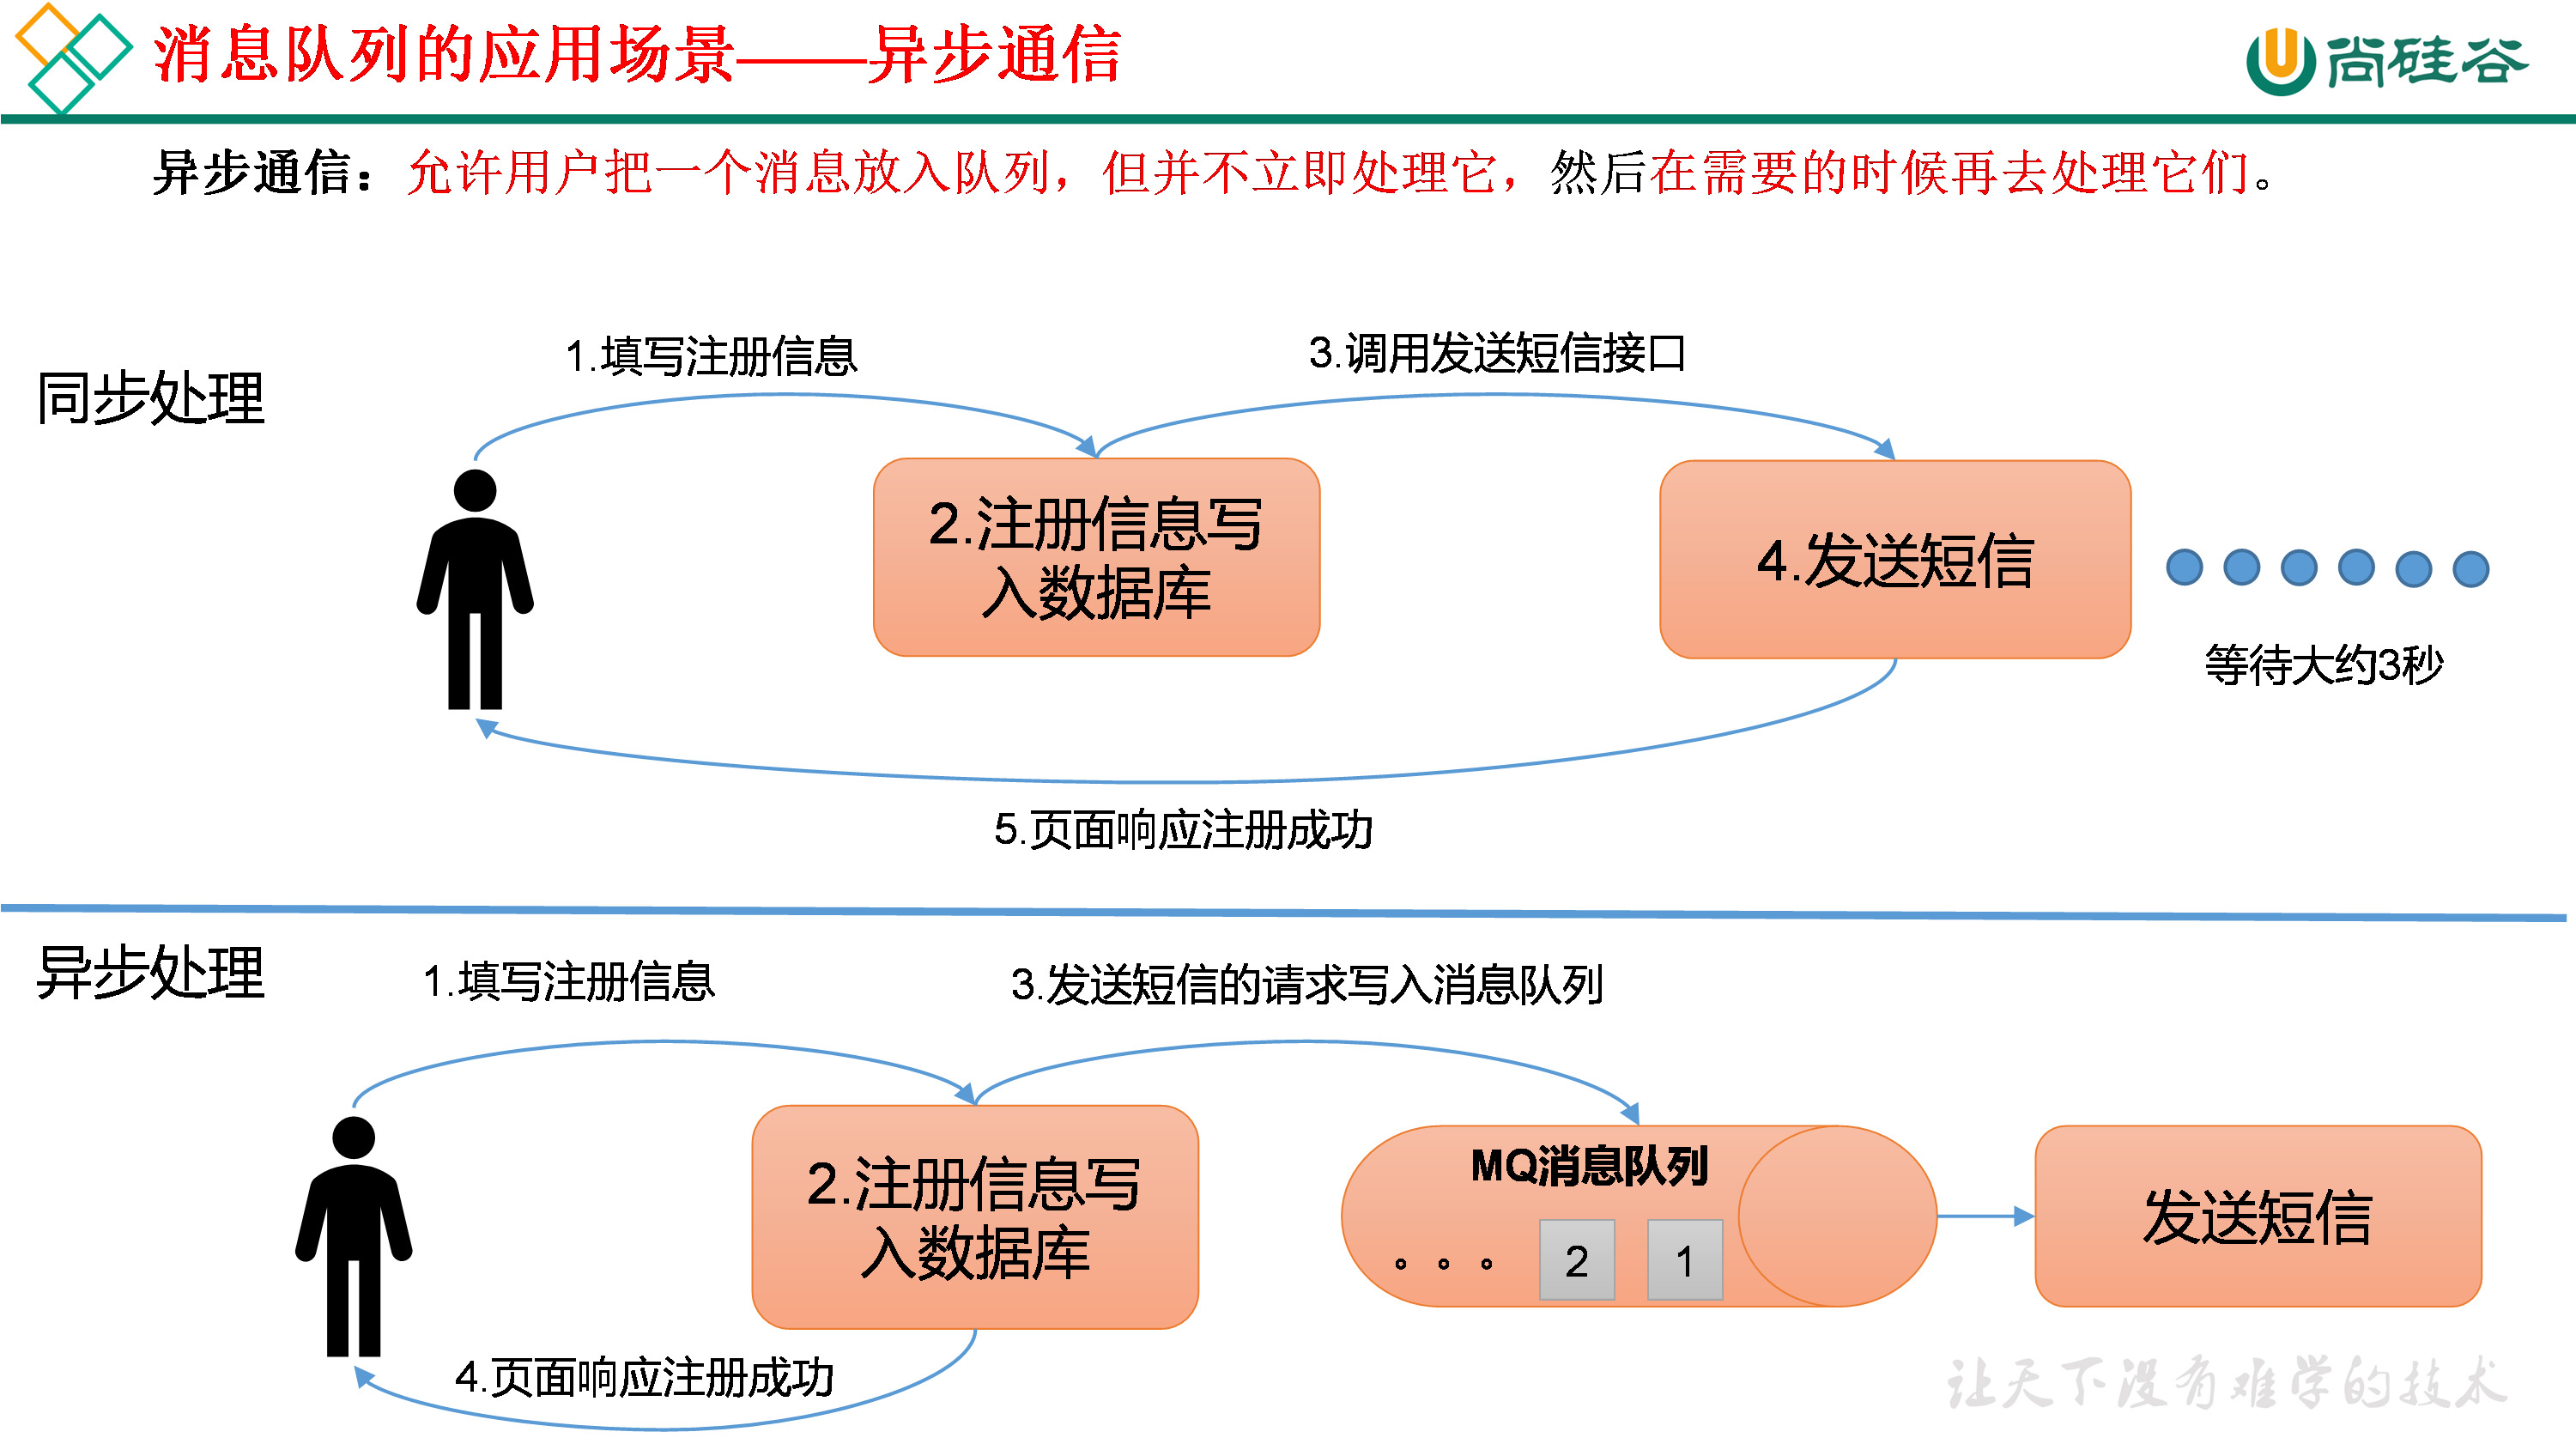 消息队列的应用场景——异步通信
尚硅谷
异步通信：允许用户把一个消息放入队列，但并不立即处理它，然后在需要的时候再去处理它们。
同步处理
1.填写注册信息
3.调用发送短信接口
2.注册信息写
入数据库
4.发送短信
等待大约3秒
5.页面响应注册成功
异步处理
1.填写注册信息
3.发送短信的请求写入消息队列
2.注册信息写
入数据库
MQ消息队列
。。。 2 1
发送短信
4.页面响应注册成功
让天下没有难学的技术